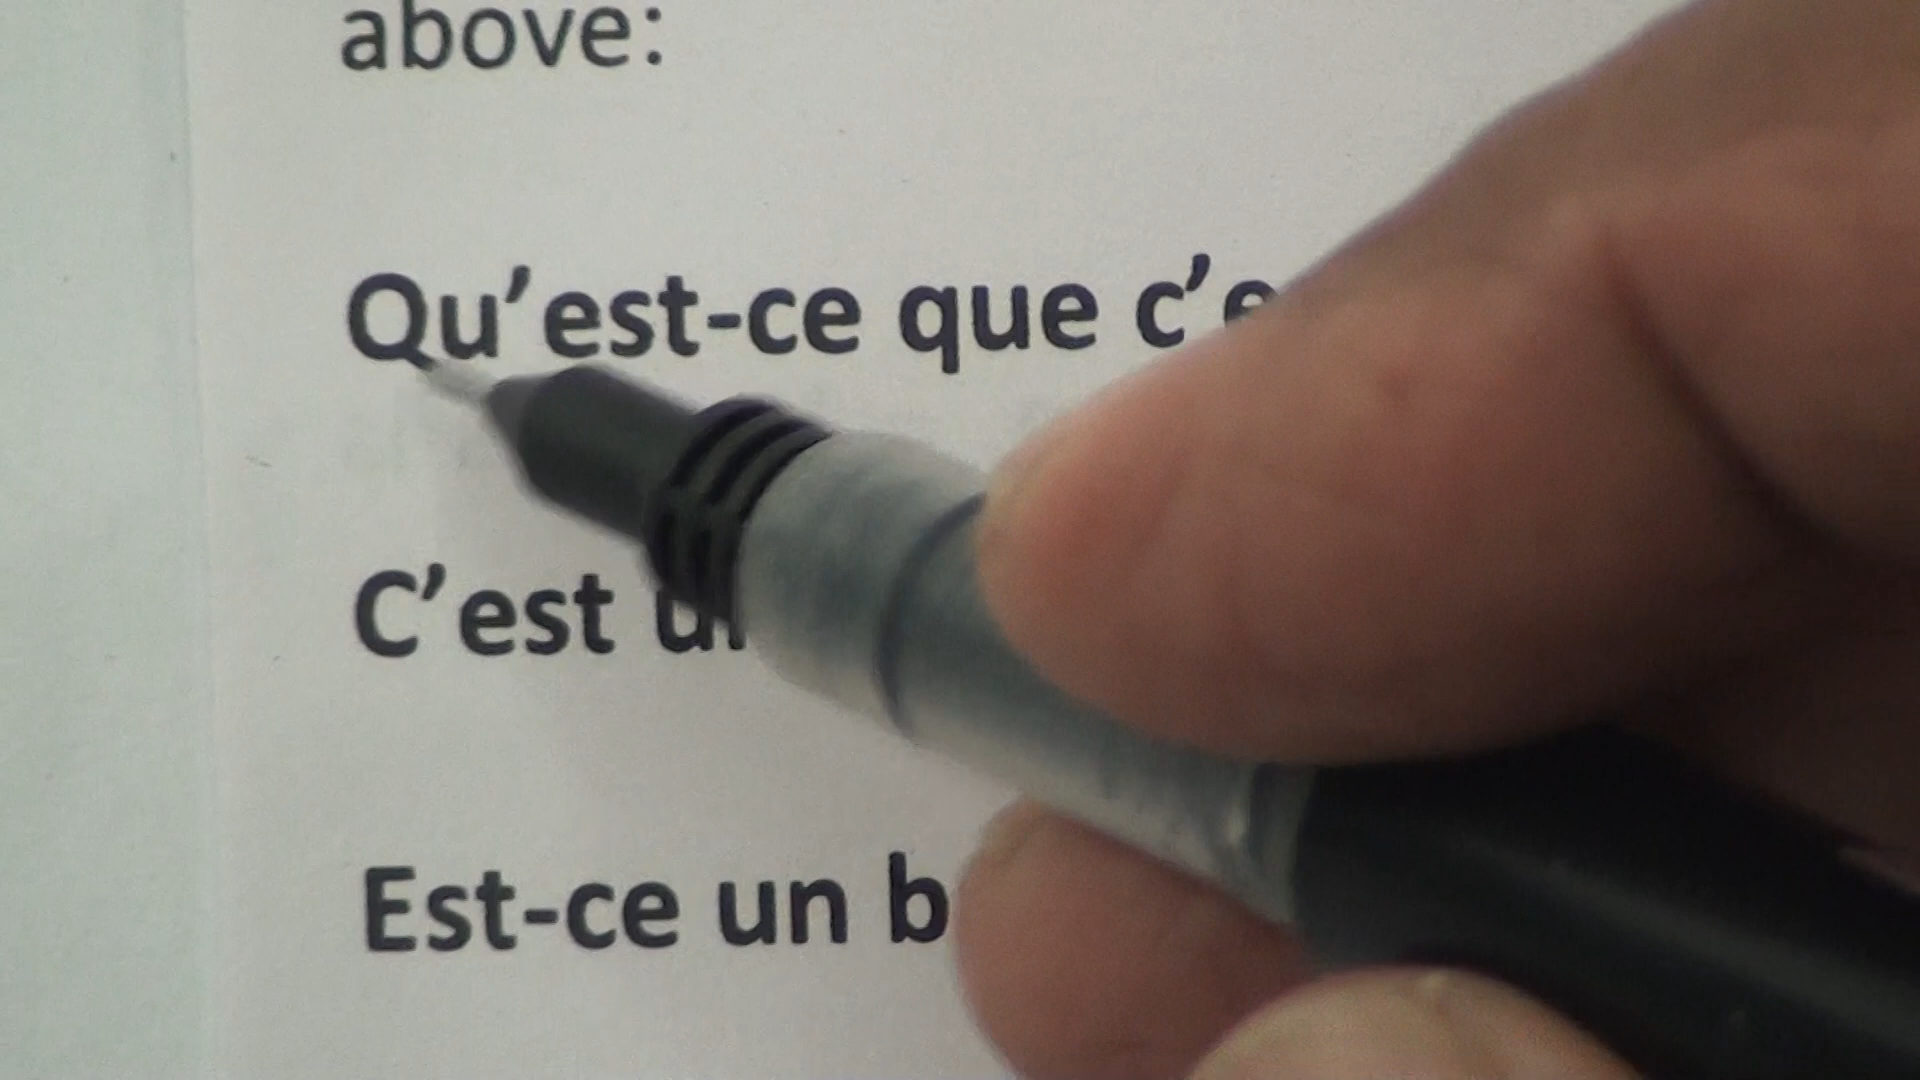 above:
Qu’est-ce que
C’est
Est-ce un